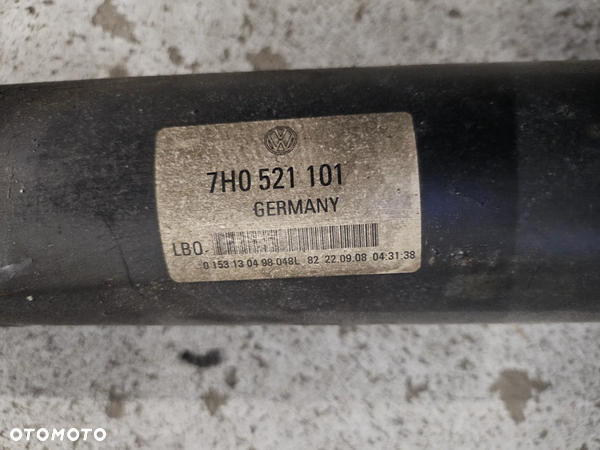 7H0 521 101
GERMANY
LBO-
0 153 13 04 98 048L 82 22.09.08 04:31:38
OTOMOTO